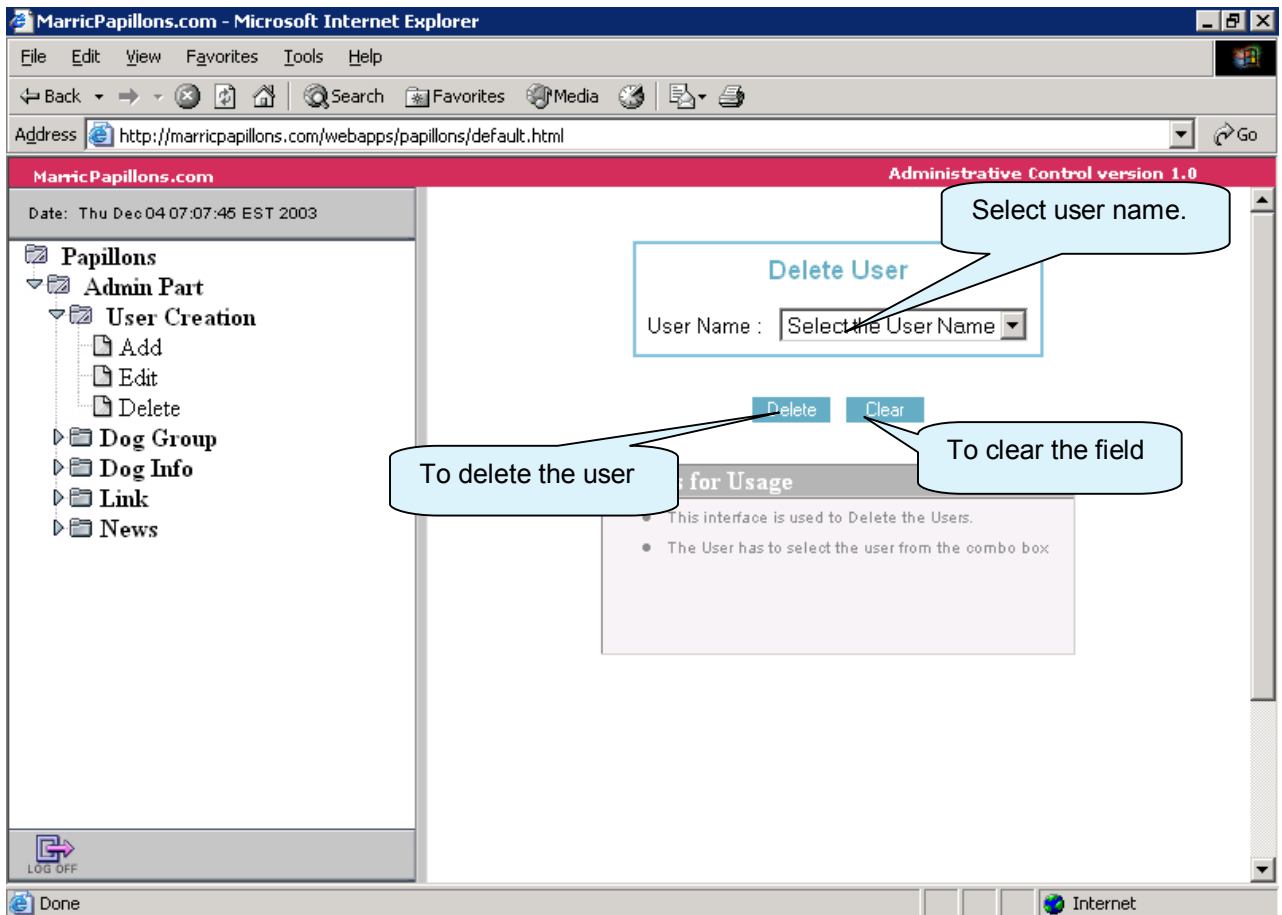 MarricPapillons.com - Microsoft Internet Explorer
File Edit View Favorites Tools Help
Back Search Favorites Media
Address http://marricpapillons.com/webapps/papillons/default.html Go
MarricPapillons.com Administrative Control version 1.0
Date: Thu Dec 04 07:07:45 EST 2003
Papillons
Admin Part
User Creation
Add
Edit
Delete
Dog Group
Dog Info
Link
News
LOG OFF
Select user name.
Delete User
User Name : Select the User Name
Delete Clear
To delete the user
To clear the field
for Usage
This interface is used to Delete the Users.
The User has to select the user from the combo box
Done Internet